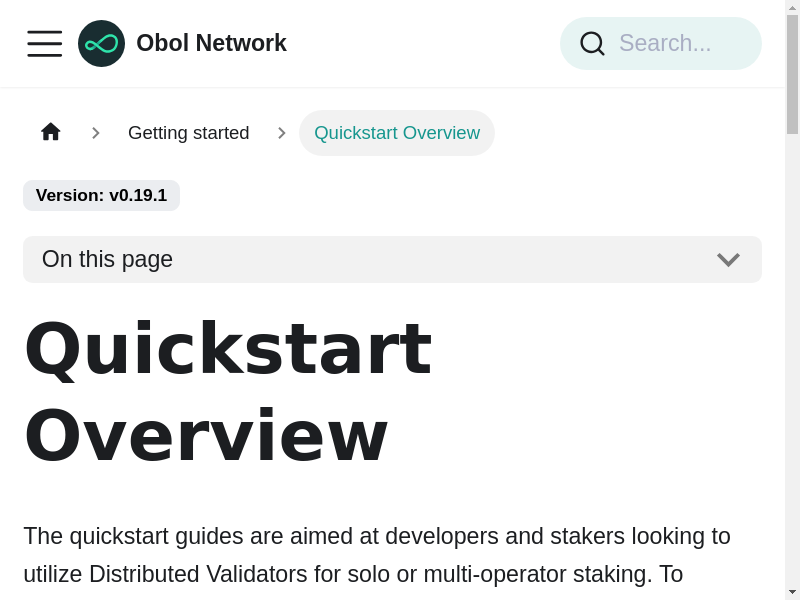 Obol Network
Search...
Getting started
Quickstart Overview
Version: v0.19.1
On this page
Quickstart
Overview
The quickstart guides are aimed at developers and stakers looking to
utilize Distributed Validators for solo or multi-operator staking. To